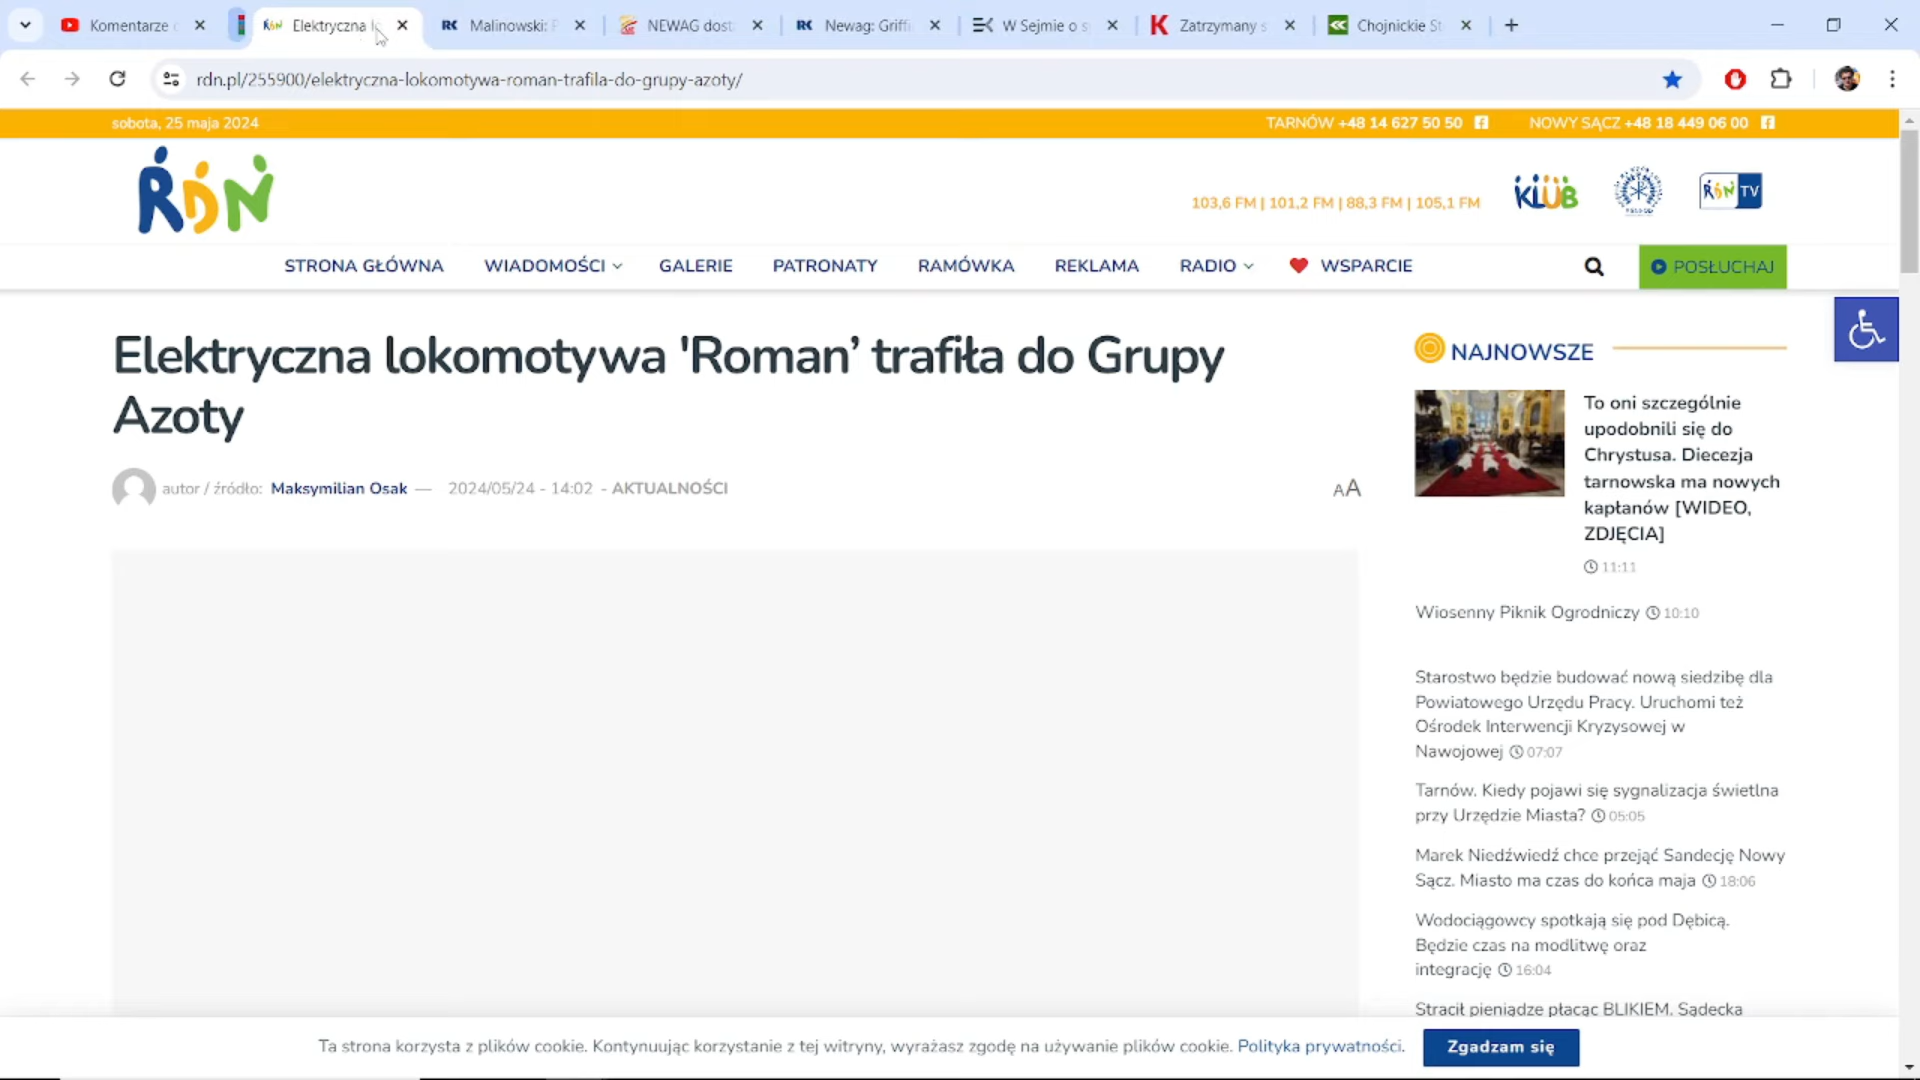 Komentarze
Elektryczna lo
Malinowski: P
NEWAG dost
Newag: Griffi
W Sejmie o s
Zatrzymany s
Chojnickie St
rdn.pl/255900/elektryczna-lokomotywa-roman-trafila-do-grupy-azoty/
sobota, 25 maja 2024
TARNÓW +48 14 627 50 50
NOWY SĄCZ +48 18 449 06 00
RDN
103,6 FM | 101,2 FM | 88,3 FM | 105,1 FM
KLUB
RDN TV
STRONA GŁÓWNA
WIADOMOŚCI
GALERIE
PATRONATY
RAMÓWKA
REKLAMA
RADIO
WSPARCIE
POSŁUCHAJ
Elektryczna lokomotywa 'Roman’ trafiła do Grupy
Azoty
autor / źródło: Maksymilian Osak — 2024/05/24 - 14:02 - AKTUALNOŚCI
AA
NAJNOWSZE
To oni szczególnie
upodobnili się do
Chrystusa. Diecezja
tarnowska ma nowych
kapłanów [WIDEO,
ZDJĘCIA]
11:11
Wiosenny Piknik Ogrodniczy 10:10
Starostwo będzie budować nową siedzibę dla
Powiatowego Urzędu Pracy. Uruchomi też
Ośrodek Interwencji Kryzysowej w
Nawojowej 07:07
Tarnów. Kiedy pojawi się sygnalizacja świetlna
przy Urzędzie Miasta? 05:05
Marek Niedźwiedź chce przejąć Sandecję Nowy
Sącz. Miasto ma czas do końca maja 18:06
Wodociągowcy spotkają się pod Dębicą.
Będzie czas na modlitwę oraz
integrację 16:04
Stracił pieniądze płacąc BLIKIEM. Sądecka
Ta strona korzysta z plików cookie. Kontynuując korzystanie z tej witryny, wyrażasz zgodę na używanie plików cookie. Polityka prywatności.
Zgadzam się